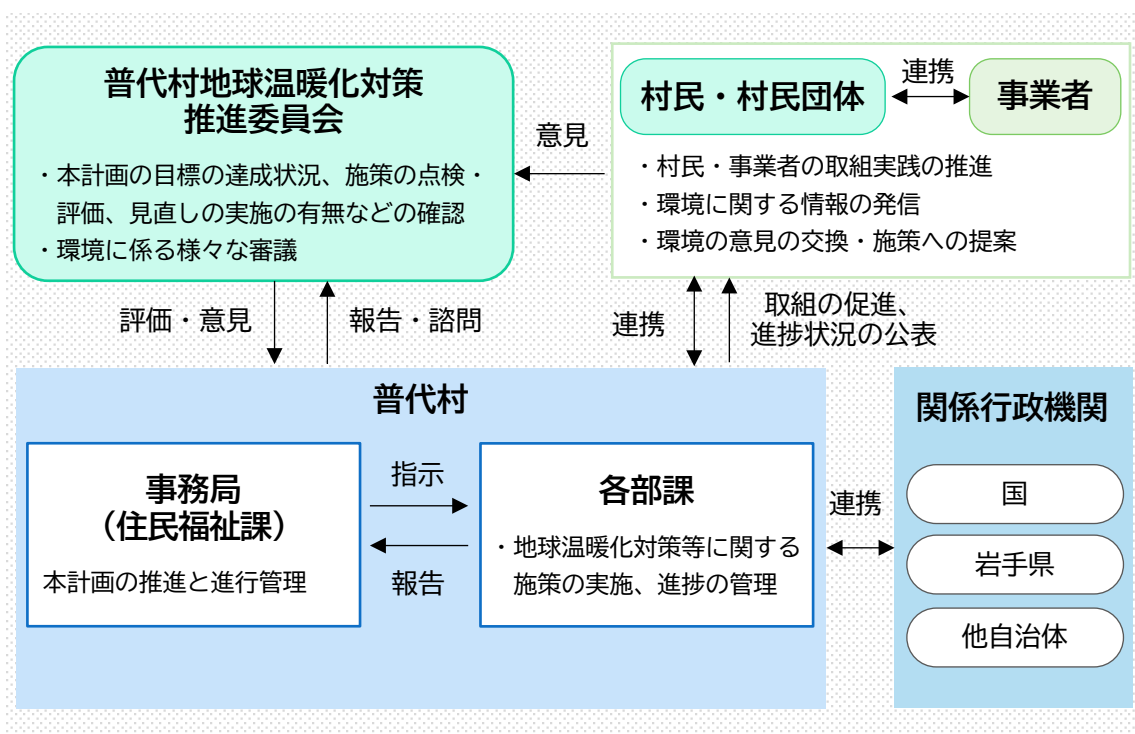 普代村地球温暖化対策
推進委員会
・本計画の目標の達成状況、施策の点検・
評価、見直しの実施の有無などの確認
・環境に係る様々な審議
意見
村民・村民団体
連携
事業者
・村民・事業者の取組実践の推進
・環境に関する情報の発信
・環境の意見の交換・施策への提案
評価・意見
報告・諮問
連携
取組の促進、
進捗状況の公表
普代村
事務局
（住民福祉課）
本計画の推進と進行管理
指示
報告
各部課
・地球温暖化対策等に関する
施策の実施、進捗の管理
連携
関係行政機関
国
岩手県
他自治体